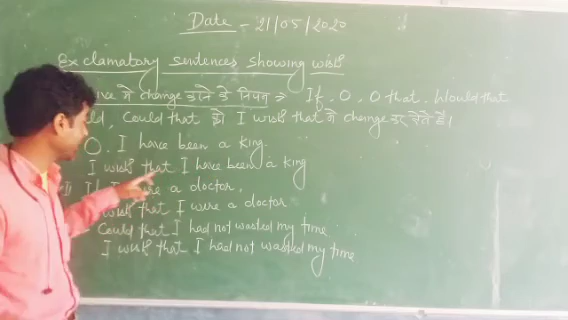 Date - 21/05/2020
Exclamatory sentences showing wish
में change करने के नियम ⇒ If, O, O that, Would that
Could that को I wish that में change कर देते हैं।
O. I have been a king.
I wish that I have been a king
II If I were a doctor.
wish that I were a doctor
Could that I had not wasted my time
I wish that I had not wasted my time